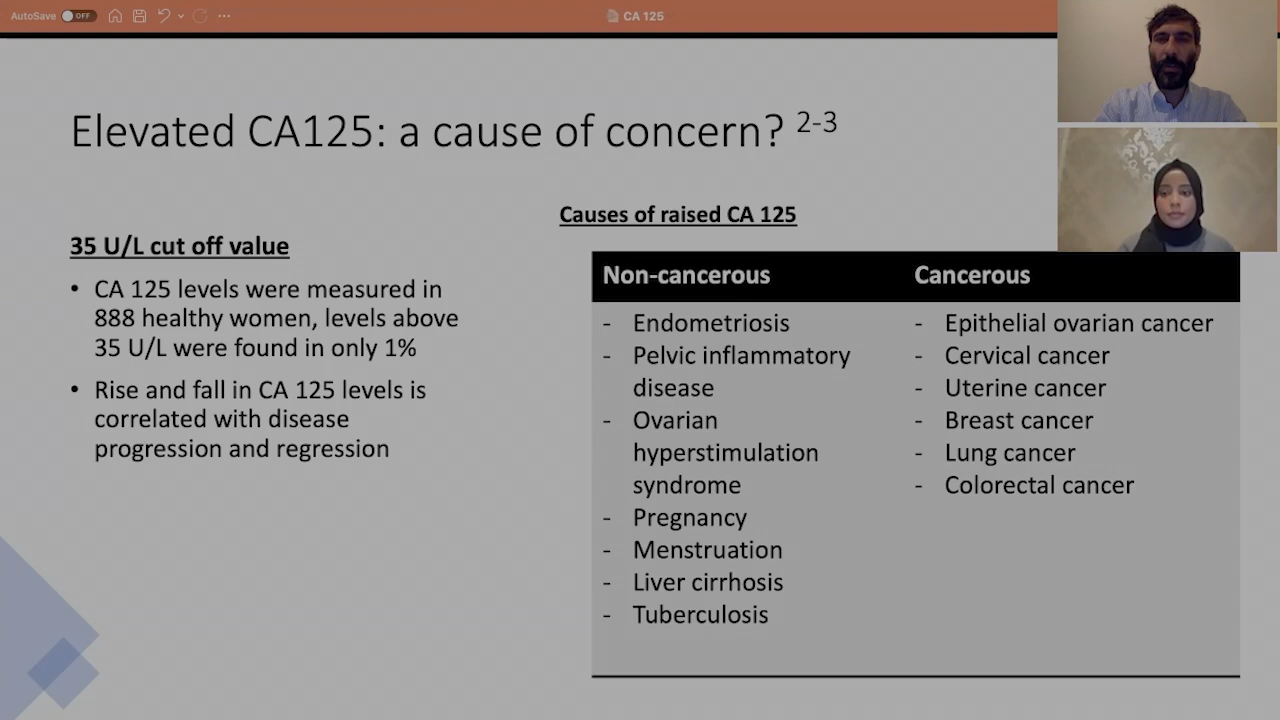 AutoSave OFF
CA 125
Elevated CA125: a cause of concern? 2-3
35 U/L cut off value
• CA 125 levels were measured in
888 healthy women, levels above
35 U/L were found in only 1%
• Rise and fall in CA 125 levels is
correlated with disease
progression and regression
Causes of raised CA 125
Non-cancerous
- Endometriosis
- Pelvic inflammatory
disease
- Ovarian
hyperstimulation
syndrome
- Pregnancy
- Menstruation
- Liver cirrhosis
- Tuberculosis
Cancerous
- Epithelial ovarian cancer
- Cervical cancer
- Uterine cancer
- Breast cancer
- Lung cancer
- Colorectal cancer